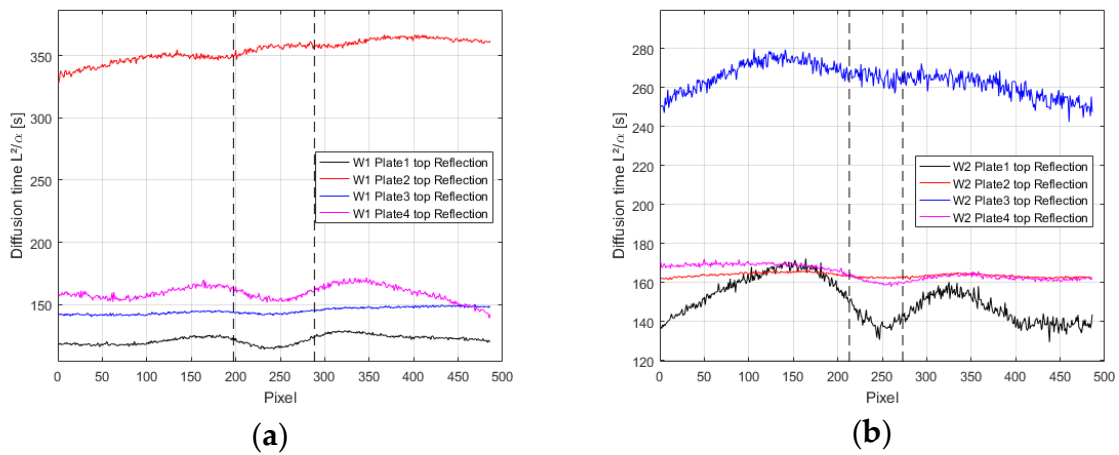 350
300
250
200
150
0 50 100 150 200 250 300 350 400 450 500
Pixel
Diffusion time L²/α [s]
W1 Plate1 top Reflection
W1 Plate2 top Reflection
W1 Plate3 top Reflection
W1 Plate4 top Reflection
(a)
280
260
240
220
200
180
160
140
120
0 50 100 150 200 250 300 350 400 450 500
Pixel
Diffusion time L²/α [s]
W2 Plate1 top Reflection
W2 Plate2 top Reflection
W2 Plate3 top Reflection
W2 Plate4 top Reflection
(b)